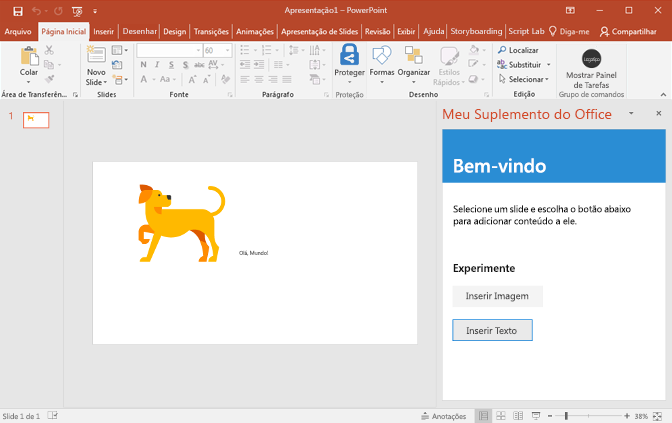 Apresentação1 – PowerPoint
Arquivo Página Inicial Inserir Desenhar Design Transições Animações Apresentação de Slides Revisão Exibir Ajuda Storyboarding Script Lab Diga-me Compartilhar
Colar
Área de Transferên...
Novo Slide
Slides
60
N I S S abc AV
Aa A A
Fonte
Parágrafo
Proteger
Proteção
Formas
Organizar
Estilos Rápidos
Desenho
Localizar
Substituir
Selecionar
Edição
Mostrar Painel
de Tarefas
Grupo de comandos
1
Olá, Mundo!
Meu Suplemento do Office
Bem-vindo
Selecione um slide e escolha o botão abaixo
para adicionar conteúdo a ele.
Experimente
Inserir Imagem
Inserir Texto
Slide 1 de 1
Anotações
38%